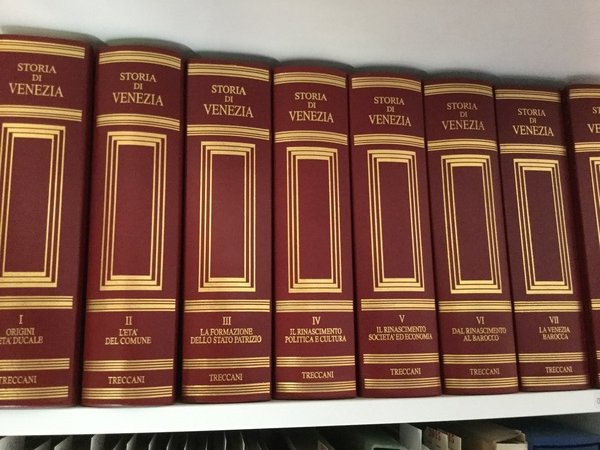 STORIA
DI
VENEZIA
I
ORIGINI
ETÀ DUCALE
TRECCANI
STORIA
DI
VENEZIA
II
L'ETA'
DEL COMUNE
TRECCANI
STORIA
DI
VENEZIA
III
LA FORMAZIONE
DELLO STATO PATRIZIO
TRECCANI
STORIA
DI
VENEZIA
IV
IL RINASCIMENTO
POLITICA E CULTURA
TRECCANI
STORIA
DI
VENEZIA
V
IL RINASCIMENTO
SOCIETA' ED ECONOMIA
TRECCANI
STORIA
DI
VENEZIA
VI
DAL RINASCIMENTO
AL BAROCCO
TRECCANI
STORIA
DI
VENEZIA
VII
LA VENEZIA
BAROCCA
TRECCANI